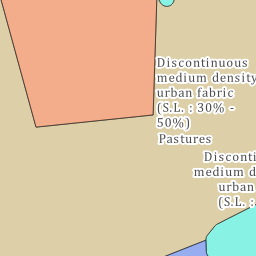 Discontinuous
medium density
urban fabric
(S.L. : 30% -
50%)
Pastures
Disconti
medium d
urban
(S.L. :